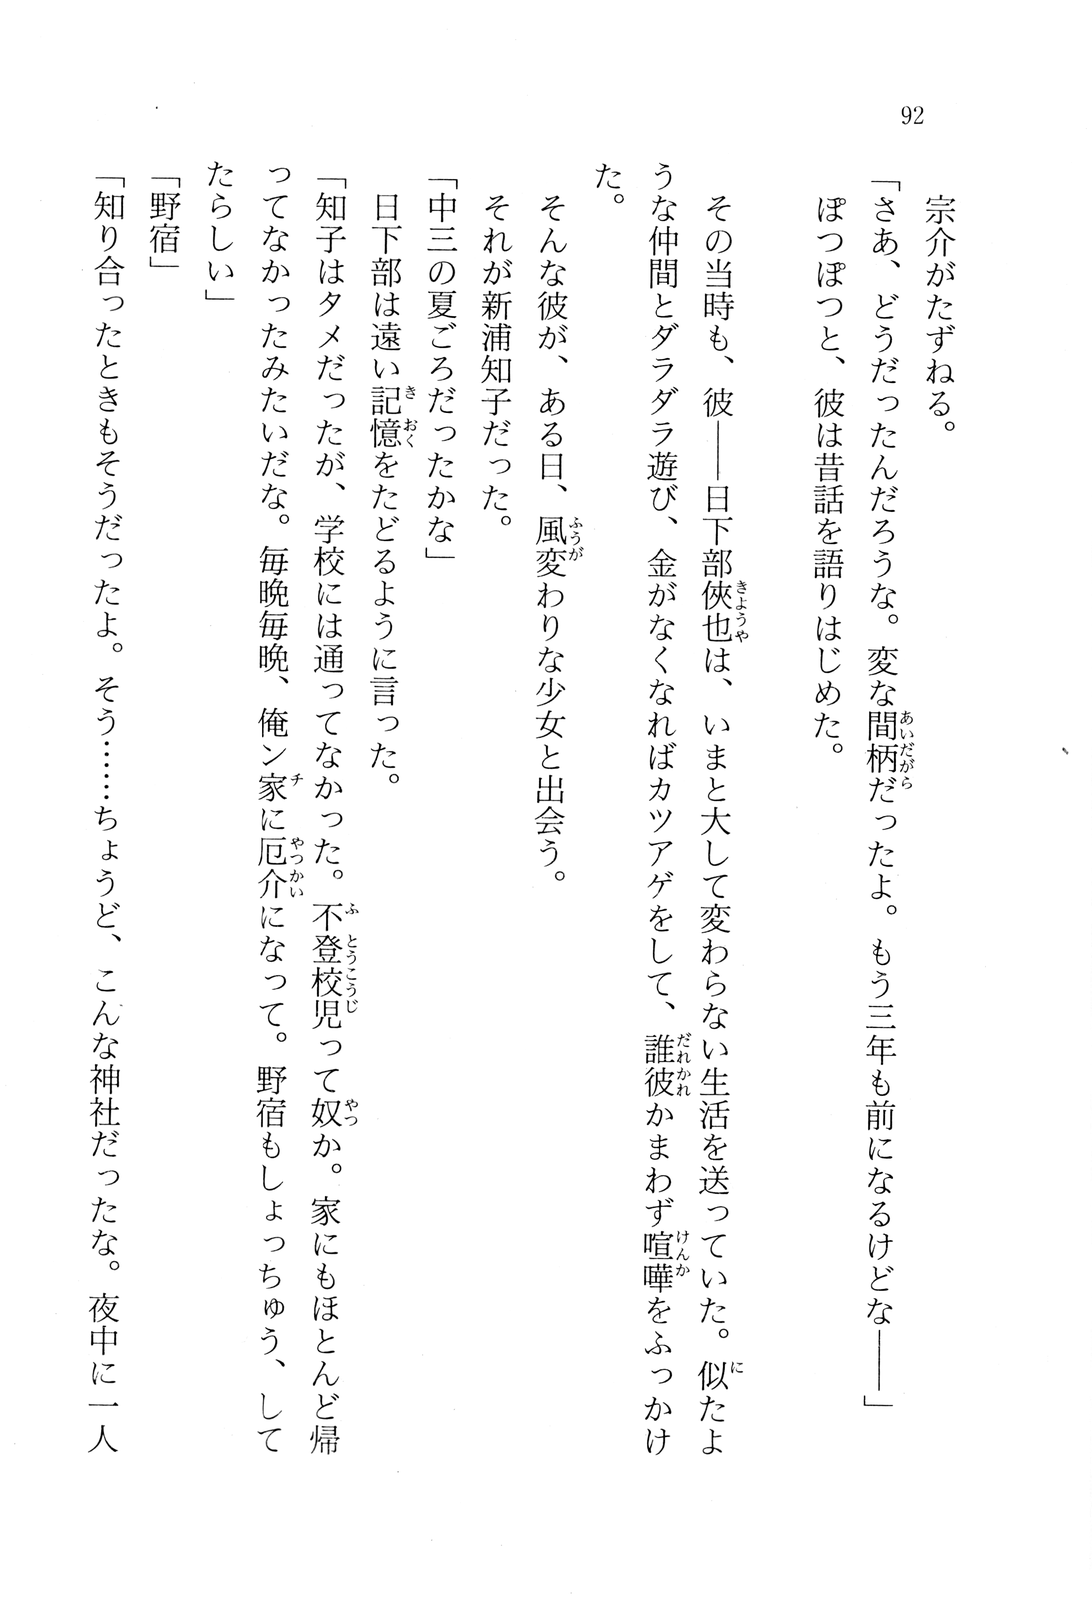 92
宗介がたずねる。
「さあ、どうだったんだろうな。変な間柄だったよ。もう三年も前になるけどな――」
ぽつぽつと、彼は昔話を語りはじめた。
その当時も、彼――日下部俠也は、いまと大して変わらない生活を送っていた。似たよ
うな仲間とダラダラ遊び、金がなくなればカツアゲをして、誰彼かまわず喧嘩をふっかけ
た。
そんな彼が、ある日、風変わりな少女と出会う。
それが新浦知子だった。
「中三の夏ごろだったかな」
日下部は遠い記憶をたどるように言った。
「知子はタメだったが、学校には通ってなかった。不登校児って奴か。家にもほとんど帰
ってなかったみたいだな。毎晩毎晩、俺ン家に厄介になって。野宿もしょっちゅう、して
たらしい」
「野宿」
「知り合ったときもそうだったよ。そう……ちょうど、こんな神社だったな。夜中に一人